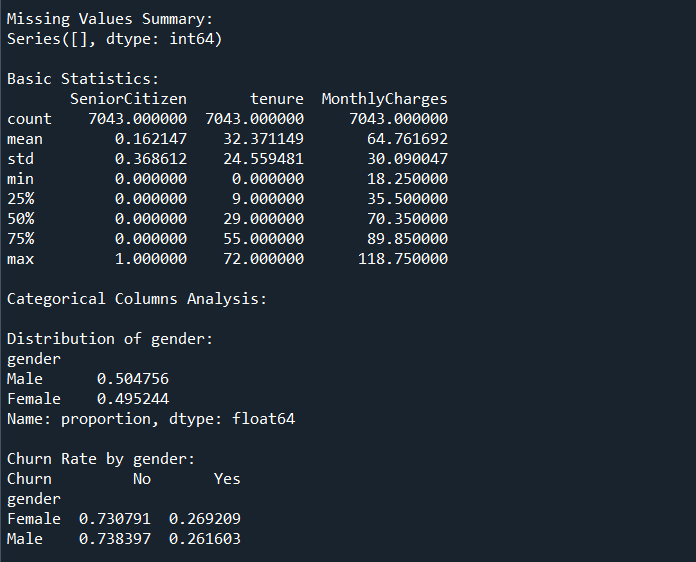 Missing Values Summary:
Series([], dtype: int64)

Basic Statistics:
       SeniorCitizen       tenure  MonthlyCharges
count    7043.000000  7043.000000     7043.000000
mean        0.162147    32.371149       64.761692
std         0.368612    24.559481       30.090047
min         0.000000     0.000000       18.250000
25%         0.000000     9.000000       35.500000
50%         0.000000    29.000000       70.350000
75%         0.000000    55.000000       89.850000
max         1.000000    72.000000      118.750000

Categorical Columns Analysis:

Distribution of gender:
gender
Male      0.504756
Female    0.495244
Name: proportion, dtype: float64

Churn Rate by gender:
Churn         No       Yes
gender
Female  0.730791  0.269209
Male    0.738397  0.261603